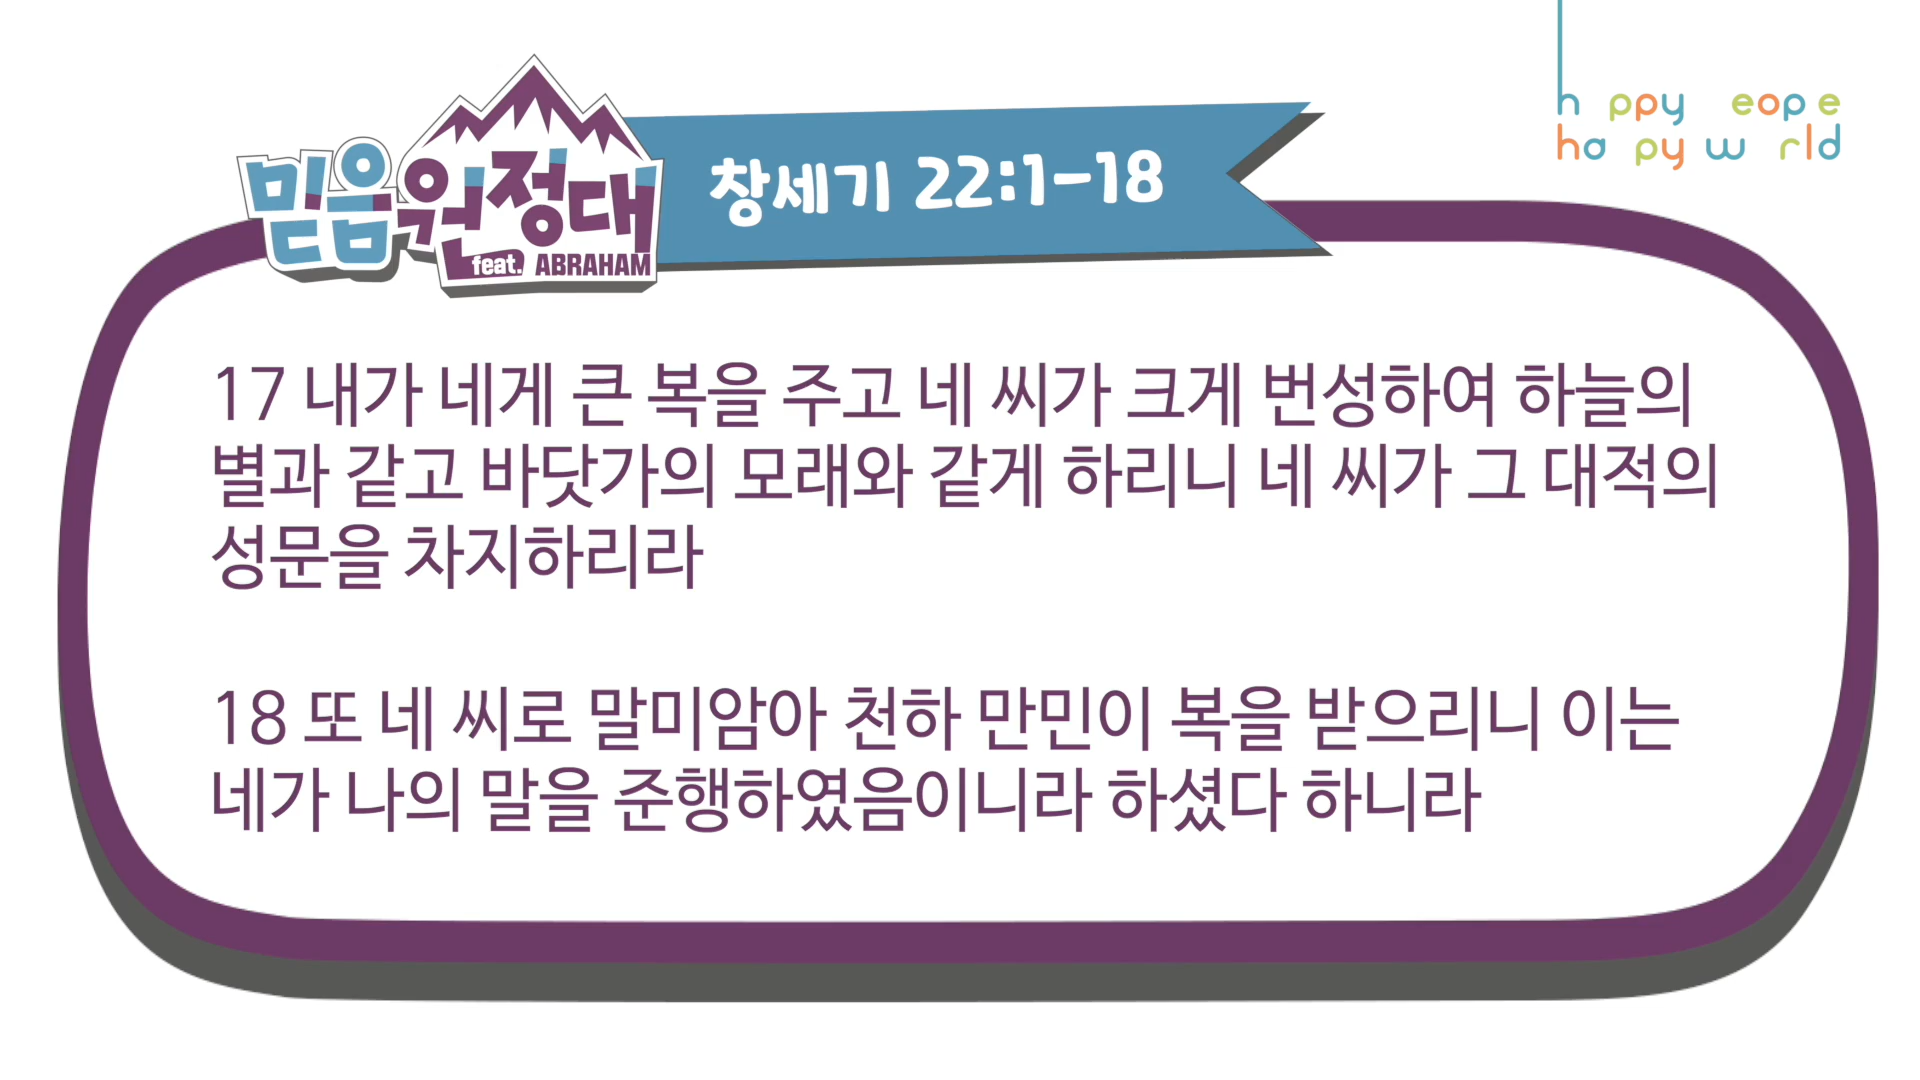 믿음원정대
feat. ABRAHAM
창세기 22:1-18
h ppy eop e
ha py w rld
17 내가 네게 큰 복을 주고 네 씨가 크게 번성하여 하늘의
별과 같고 바닷가의 모래와 같게 하리니 네 씨가 그 대적의
성문을 차지하리라
18 또 네 씨로 말미암아 천하 만민이 복을 받으리니 이는
네가 나의 말을 준행하였음이니라 하셨다 하니라